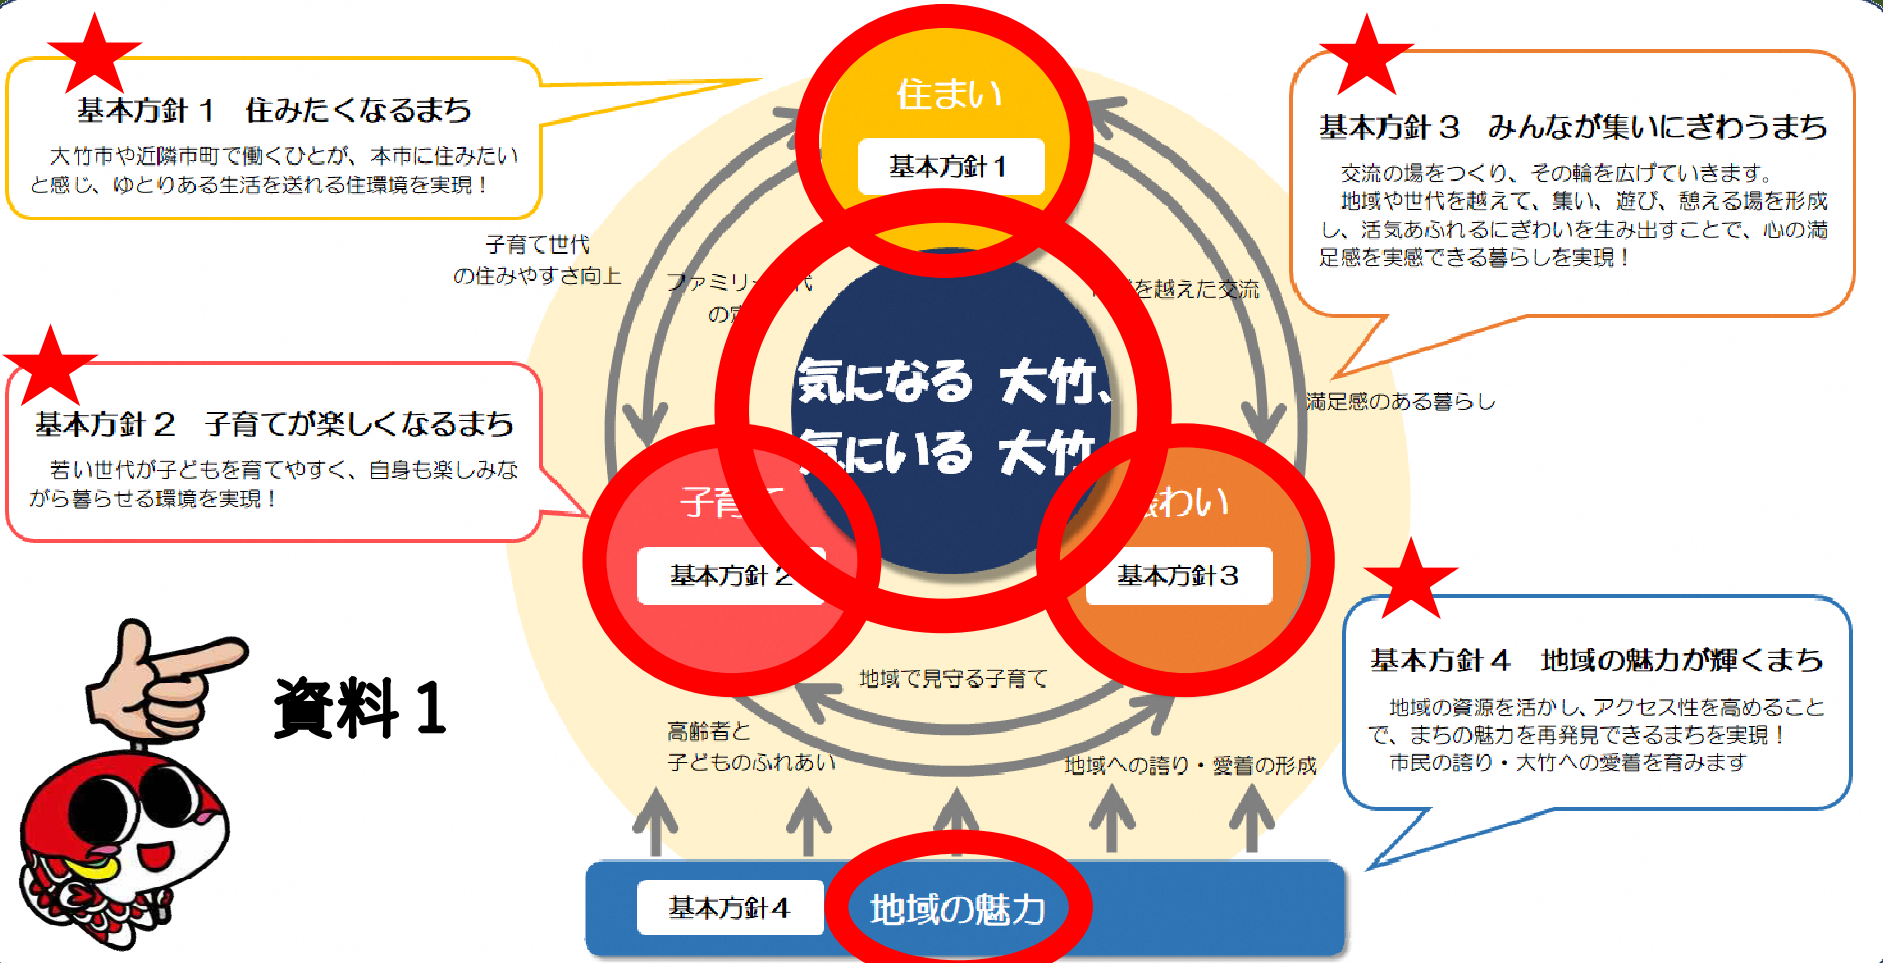 住まい
基本方針１
基本方針１　住みたくなるまち
　大竹市や近隣市町で働くひとが、本市に住みたい
と感じ、ゆとりある生活を送れる住環境を実現！
基本方針３　みんなが集いにぎわうまち
　交流の場をつくり、その輪を広げていきます。
　地域や世代を越えて、集い、遊び、憩える場を形成
し、活気あふれるにぎわいを生み出すことで、心の満
足感を実感できる暮らしを実現！
子育て世代
の住みやすさ向上
ファミリー 代
の
を越えた交流
満足感のある暮らし
気になる 大竹、
気にいる 大竹
基本方針２　子育てが楽しくなるまち
　若い世代が子どもを育てやすく、自身も楽しみな
がら暮らせる環境を実現！
子育て
基本方針２
わい
基本方針３
基本方針４　地域の魅力が輝くまち
　地域の資源を活かし、アクセス性を高めること
で、まちの魅力を再発見できるまちを実現！
　市民の誇り・大竹への愛着を育みます
資料１
地域で見守る子育て
高齢者と
子どものふれあい
地域への誇り・愛着の形成
基本方針４
地域の魅力